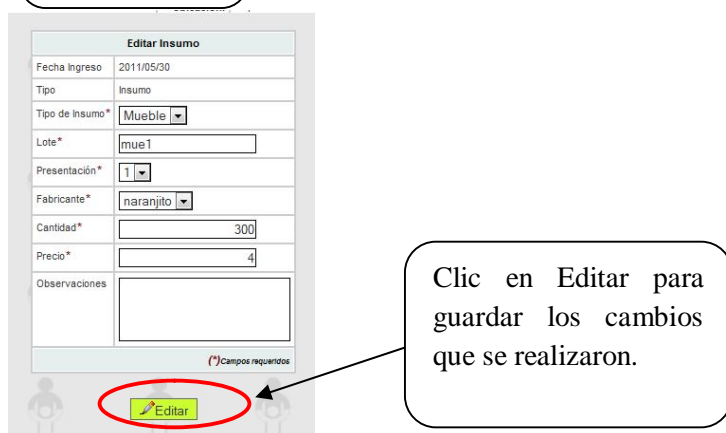 Editar Insumo
Fecha Ingreso 2011/05/30
Tipo Insumo
Tipo de Insumo* Mueble
Lote* mue1
Presentación* 1
Fabricante* naranjito
Cantidad* 300
Precio* 4
Observaciones
(*)Campos requeridos
Editar
Clic en Editar para
guardar los cambios
que se realizaron.